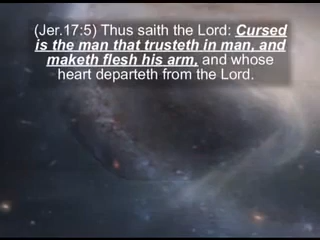 (Jer.17:5) Thus saith the Lord: Cursed
is the man that trusteth in man, and
maketh flesh his arm, and whose
heart departeth from the Lord.